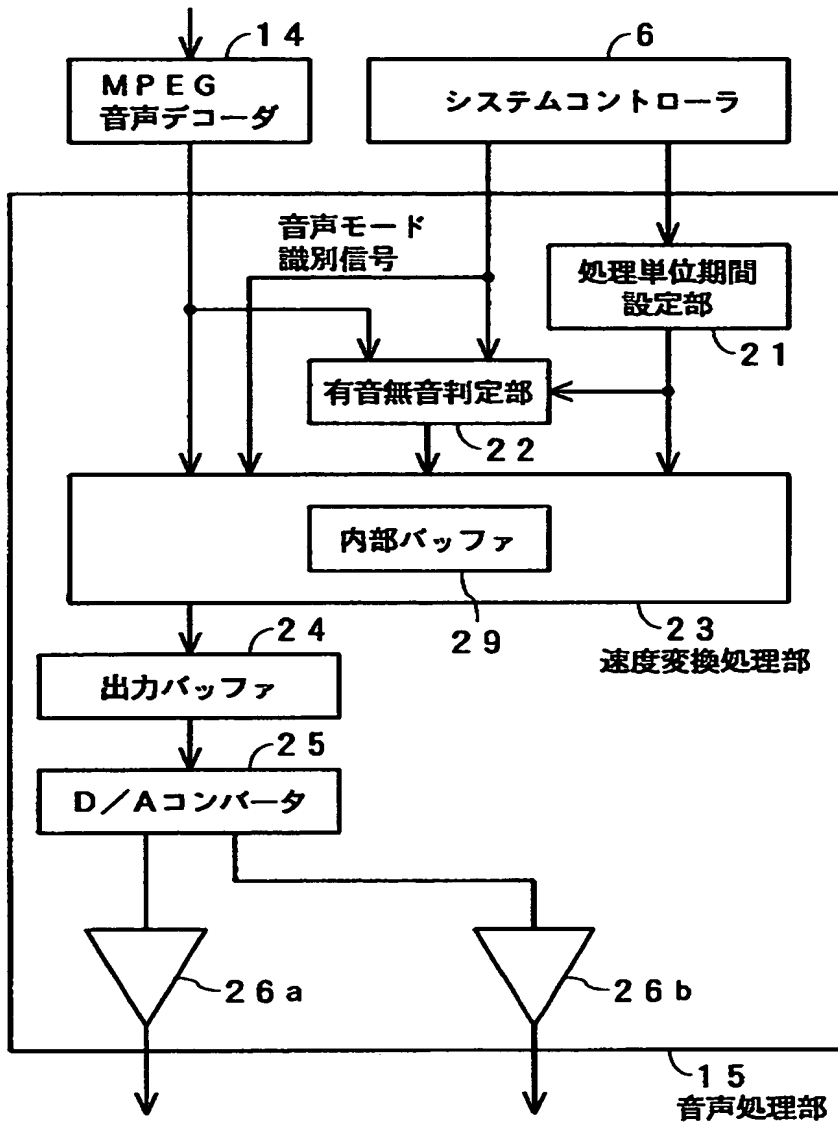 14
6
MPEG
音声デコーダ
システムコントローラ
音声モード
識別信号
処理単位期間
設定部
21
有音無音判定部
22
内部バッファ
29
23
速度変換処理部
24
出力バッファ
25
D/Aコンバータ
26a
26b
15
音声処理部